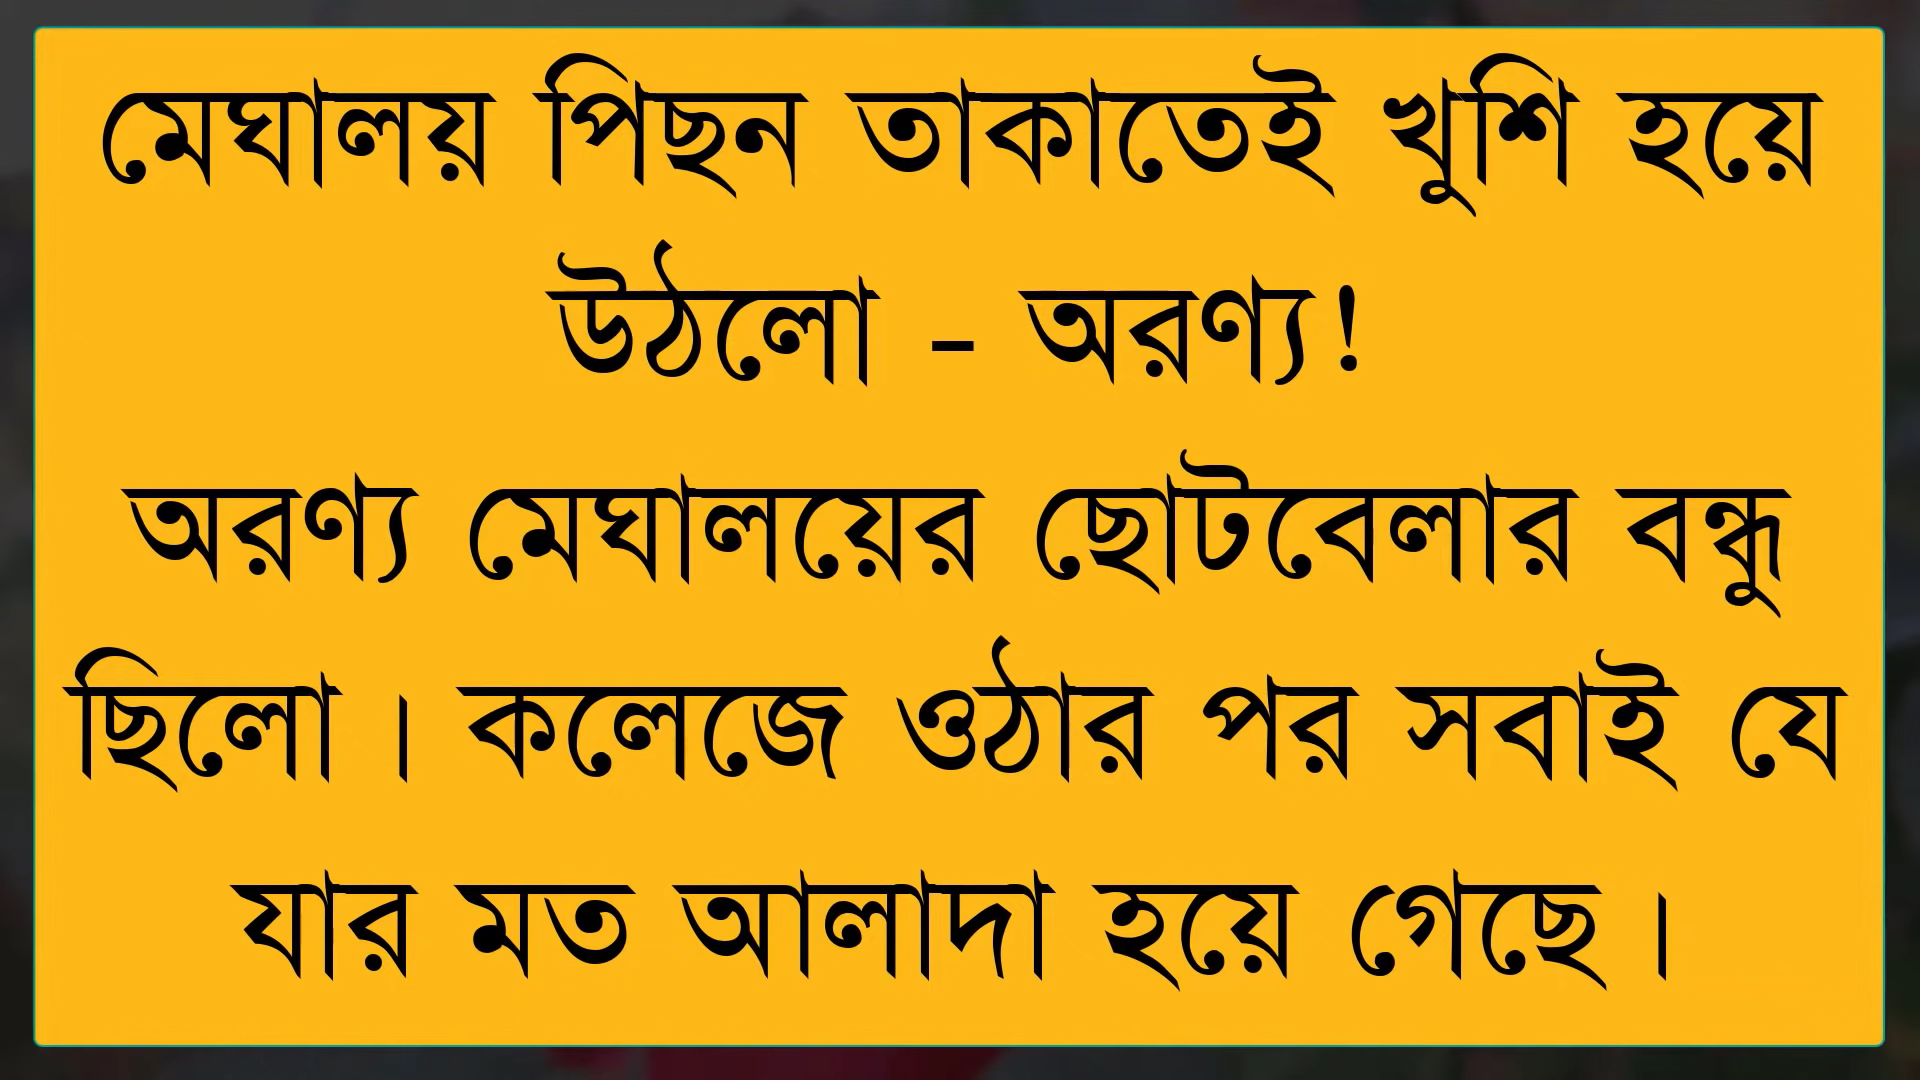 মেঘালয় পিছন তাকাতেই খুশি হয়ে
উঠলো - অরণ্য!
অরণ্য মেঘালয়ের ছোটবেলার বন্ধু
ছিলো। কলেজে ওঠার পর সবাই যে
যার মত আলাদা হয়ে গেছে।